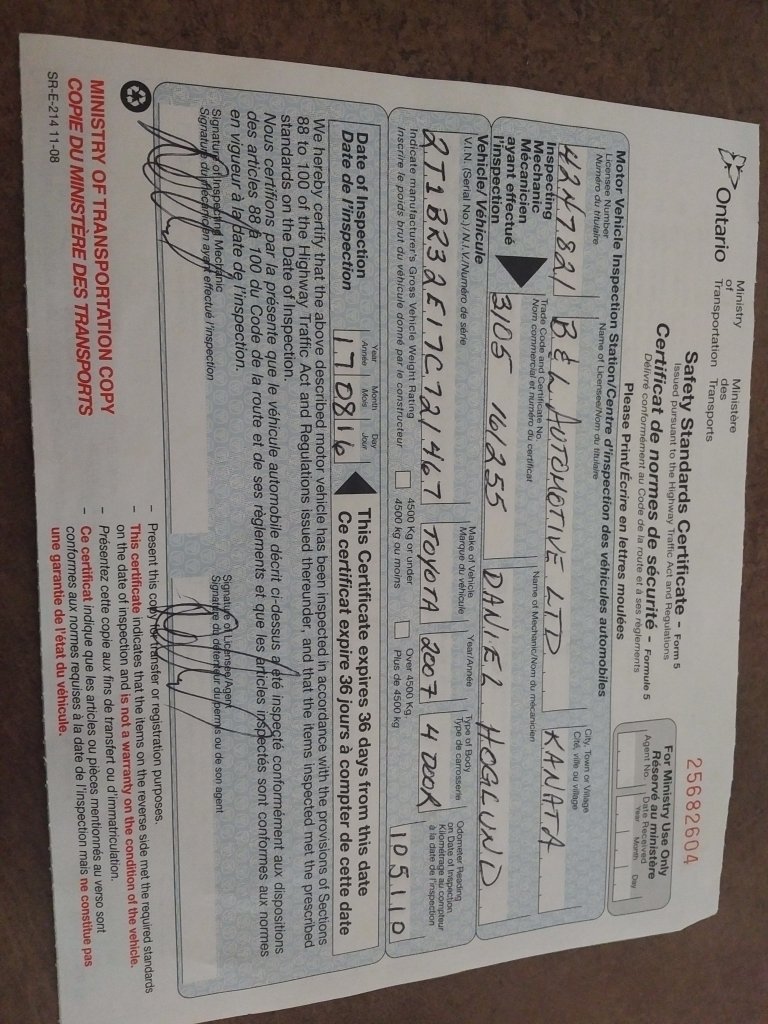 Ontario
Ministry of Transportation
Ministère des Transports
Safety Standards Certificate - Form 5
Issued pursuant to the Highway Traffic Act and Regulations
Certificat de normes de sécurité - Formule 5
Délivré conformément au Code de la route et à ses règlements
Please Print/Écrire en lettres moulées
25682604
For Ministry Use Only
Réservé au ministère
Agent No. Date Received
Year Month Day
Motor Vehicle Inspection Station/Centre d'inspection des véhicules automobiles
Licensee Number
Numéro du titulaire
Name of Licensee/Nom du titulaire
City, Town or Village
Cité, ville ou village
B & L AUTOMOTIVE LTD KANATA
Inspecting Mechanic
Mécanicien ayant effectué l'inspection
Trade Code and Certificate No.
Nom commercial et numéro du certificat
Name of Mechanic/Nom du mécanicien
3105 161255 DANIEL HOGLUND
Vehicle/Véhicule
V.I.N. (Serial No.)/N.I.V./Numéro de série
Make of Vehicle
Marque du véhicule
Year/Année
Type of Body
Type de carrosserie
Odometer Reading on Date of Inspection
Kilométrage au compteur à la date de l'inspection
2T1BR32E17C721467 TOYOTA 2007 4 DOOR 105110
Indicate manufacturer's Gross Vehicle Weight Rating
Inscrire le poids brut du véhicule donné par le constructeur
4500 Kg or under
4500 kg ou moins
Over 4500 Kg.
Plus de 4500 kg
Date of Inspection
Date de l'inspection
Year Année
Month Mois
Day Jour
170816
This Certificate expires 36 days from this date
Ce certificat expire 36 jours à compter de cette date
We hereby certify that the above described motor vehicle has been inspected in accordance with the provisions of Sections
88 to 100 of the Highway Traffic Act and Regulations issued thereunder, and that the items inspected met the prescribed
standards on the Date of Inspection.
Nous certifions par la présente que le véhicule automobile décrit ci-dessus a été inspecté conformément aux dispositions
des articles 88 à 100 du Code de la route et de ses règlements et que les articles inspectés sont conformes aux normes
en vigueur à la date de l'inspection.
Signature of Inspecting Mechanic
Signature du mécanicien ayant effectué l'inspection
Signature of Licensee/Agent
Signature du détenteur du permis ou de son agent
MINISTRY OF TRANSPORTATION COPY
COPIE DU MINISTÈRE DES TRANSPORTS
SR-E-214 11-08
- Present this copy for transfer or registration purposes.
- This certificate indicates that the items on the reverse side met the required standards
on the date of inspection and is not a warranty on the condition of the vehicle.
- Présentez cette copie aux fins de transfert ou d'immatriculation.
- Ce certificat indique que les articles ou pièces mentionnés au verso sont
conformes aux normes requises à la date de l'inspection mais ne constitue pas
une garantie de l'état du véhicule.